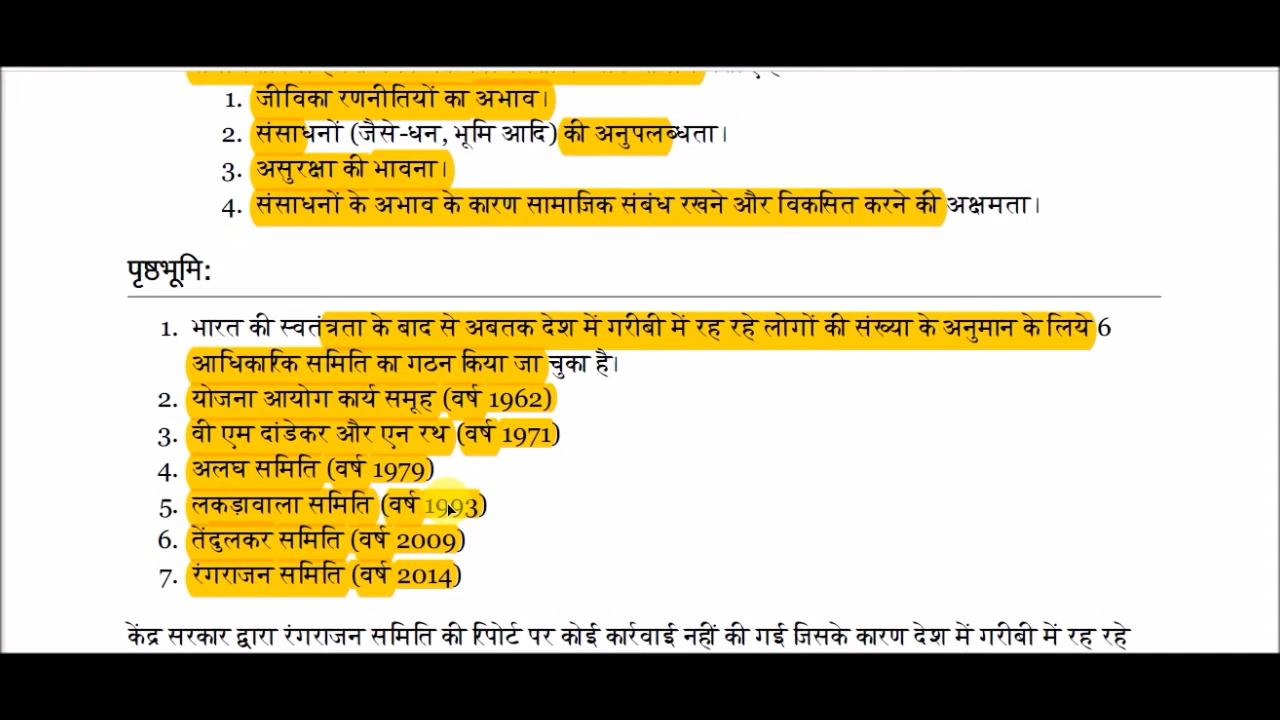 1. जीविका रणनीतियों का अभाव।
2. संसाधनों (जैसे-धन, भूमि आदि) की अनुपलब्धता।
3. असुरक्षा की भावना।
4. संसाधनों के अभाव के कारण सामाजिक संबंध रखने और विकसित करने की अक्षमता।
पृष्ठभूमि:
1. भारत की स्वतंत्रता के बाद से अबतक देश में गरीबी में रह रहे लोगों की संख्या के अनुमान के लिये 6
आधिकारिक समिति का गठन किया जा चुका है।
2. योजना आयोग कार्य समूह (वर्ष 1962)
3. वी एम दांडेकर और एन रथ (वर्ष 1971)
4. अलघ समिति (वर्ष 1979)
5. लकड़ावाला समिति (वर्ष 1993)
6. तेंदुलकर समिति (वर्ष 2009)
7. रंगराजन समिति (वर्ष 2014)
केंद्र सरकार द्वारा रंगराजन समिति की रिपोर्ट पर कोई कार्रवाई नहीं की गई जिसके कारण देश में गरीबी में रह रहे